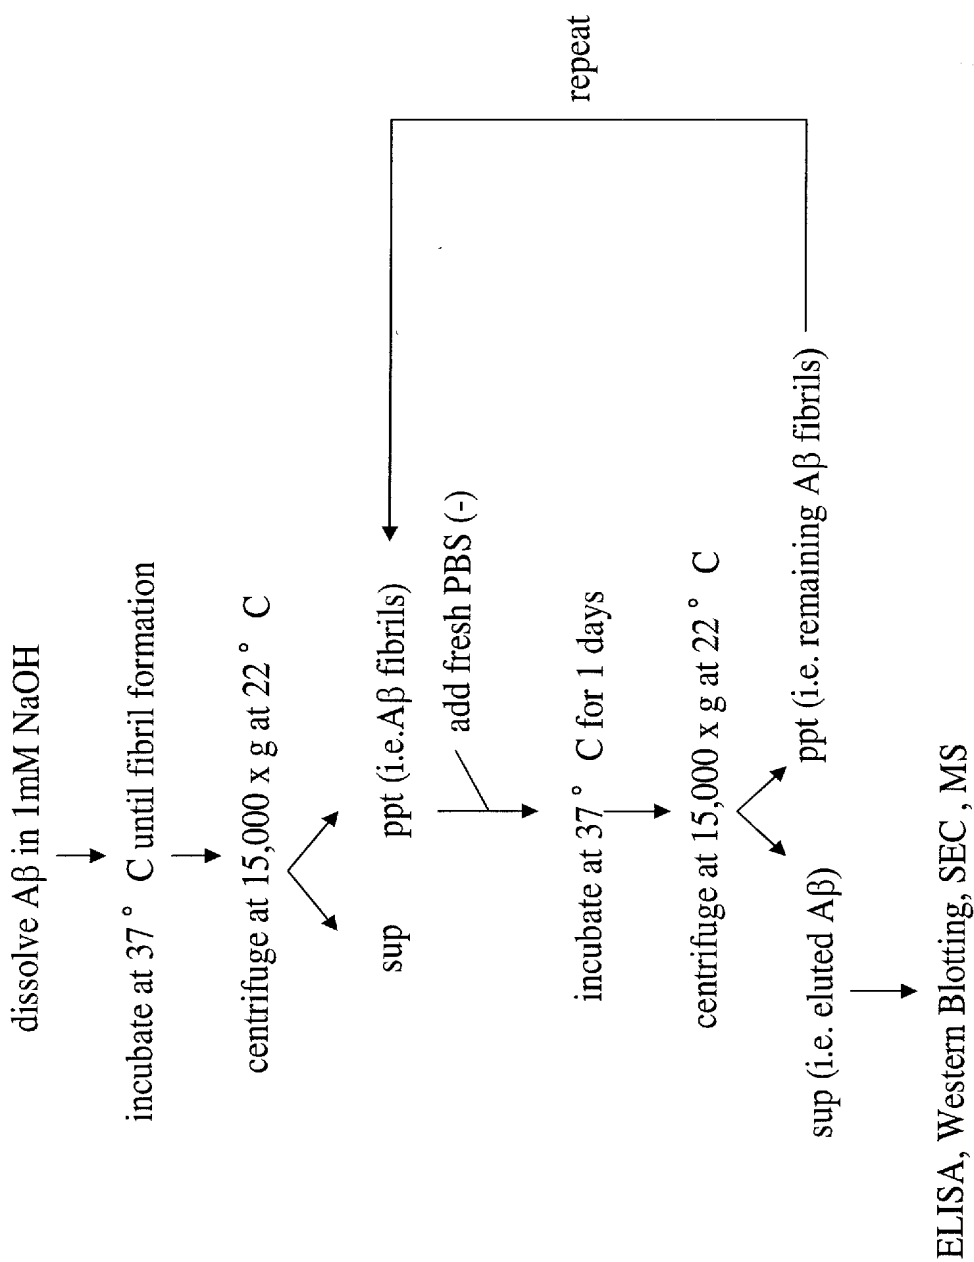 dissolve Aβ in 1mM NaOH
incubate at 37° C until fibril formation
centrifuge at 15,000 x g at 22° C
sup ppt (i.e.Aβ fibrils)
add fresh PBS (-)
incubate at 37° C for 1 days
centrifuge at 15,000 x g at 22° C
sup (i.e. eluted Aβ) ppt (i.e. remaining Aβ fibrils)
repeat
ELISA, Western Blotting, SEC , MS